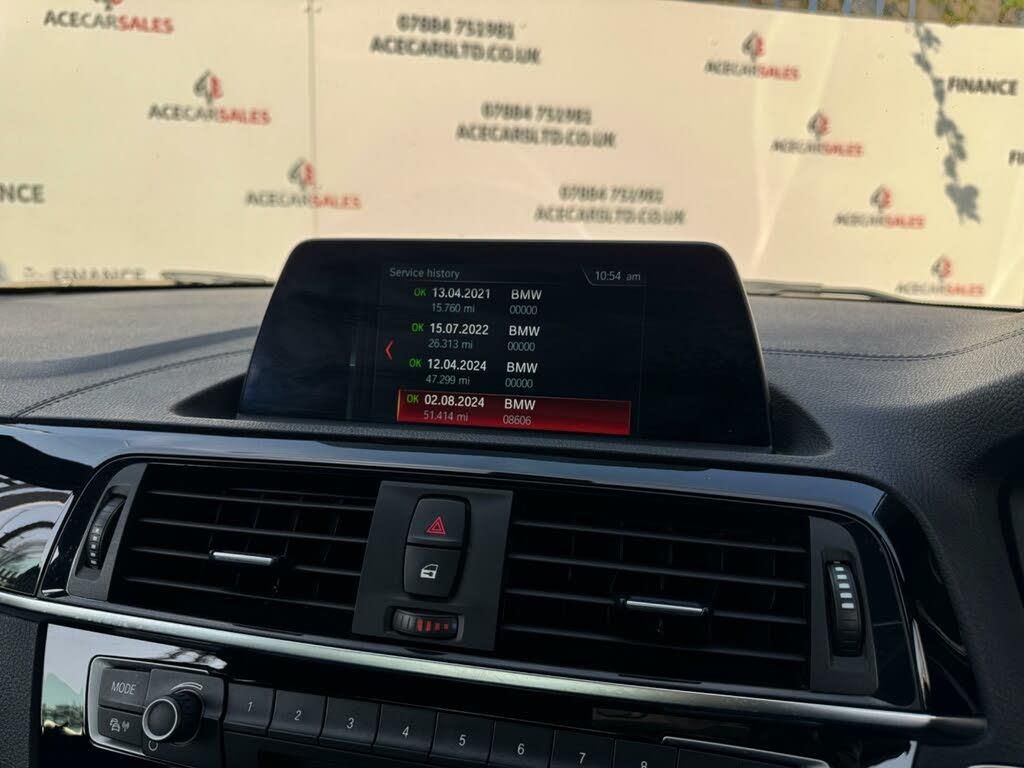 ACECARSALES
07884 751981
ACECARSLTD.CO.UK
ACECARSALES
FINANCE
ACECARSALES
07884 751981
ACECARSLTD.CO.UK
ACECARSALES
NCE
ACECARSALES
07884 751981
ACECARSLTD.CO.UK
ACECARSALES
FINANCE
ACECARSALES
Service history
10:54 am
OK 13.04.2021 BMW
15.760 mi 00000
OK 15.07.2022 BMW
26.313 mi 00000
OK 12.04.2024 BMW
47.299 mi 00000
OK 02.08.2024 BMW
51.414 mi 08606
MODE
1 2 3 4 5 6 7 8